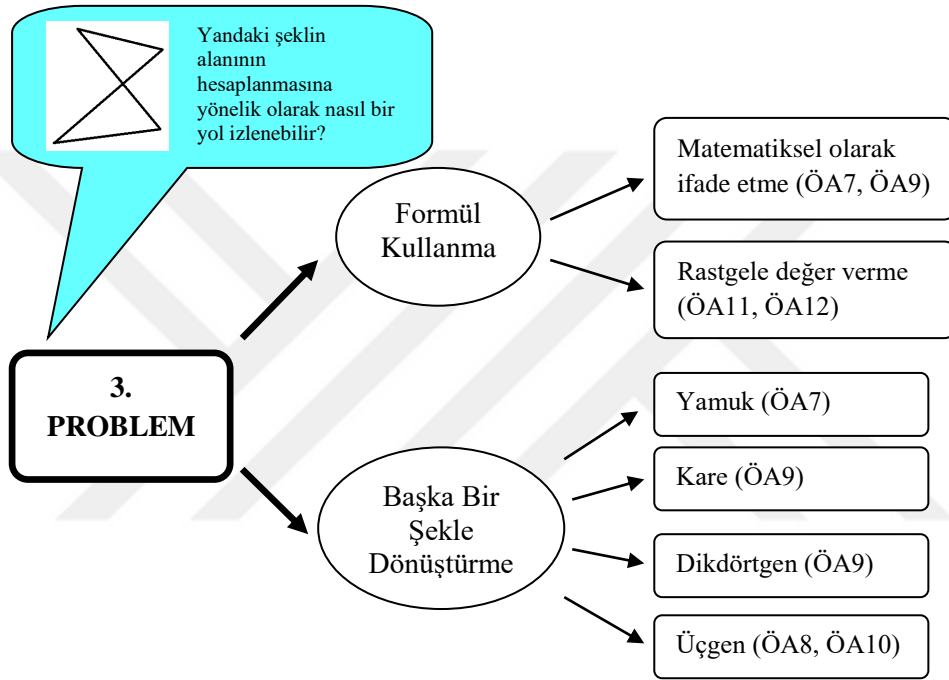 Yandaki şeklin
alanının
hesaplanmasına
yönelik olarak nasıl bir
yol izlenebilir?
3.
PROBLEM
Formül
Kullanma
Matematiksel olarak
ifade etme (ÖA7, ÖA9)
Rastgele değer verme
(ÖA11, ÖA12)
Başka Bir
Şekle
Dönüştürme
Yamuk (ÖA7)
Kare (ÖA9)
Dikdörtgen (ÖA9)
Üçgen (ÖA8, ÖA10)